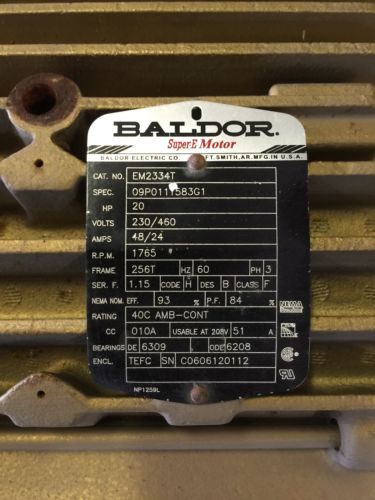 BALDOR.
Super-E Motor
BALDOR ELECTRIC CO. FT. SMITH, AR. MFG. IN U.S.A.
CAT. NO. EM2334T
SPEC. 09P011Y583G1
HP 20
VOLTS 230/460
AMPS 48/24
R.P.M. 1765
FRAME 256T HZ 60 PH 3
SER. F. 1.15 CODE H DES B CLASS F
NEMA NOM. EFF. 93 % P.F. 84 %
RATING 40C AMB-CONT
CC 010A USABLE AT 208V 51 A
BEARINGS DE 6309 ODE 6208
ENCL. TEFC SN C0606120112
NP1259L
NEMA